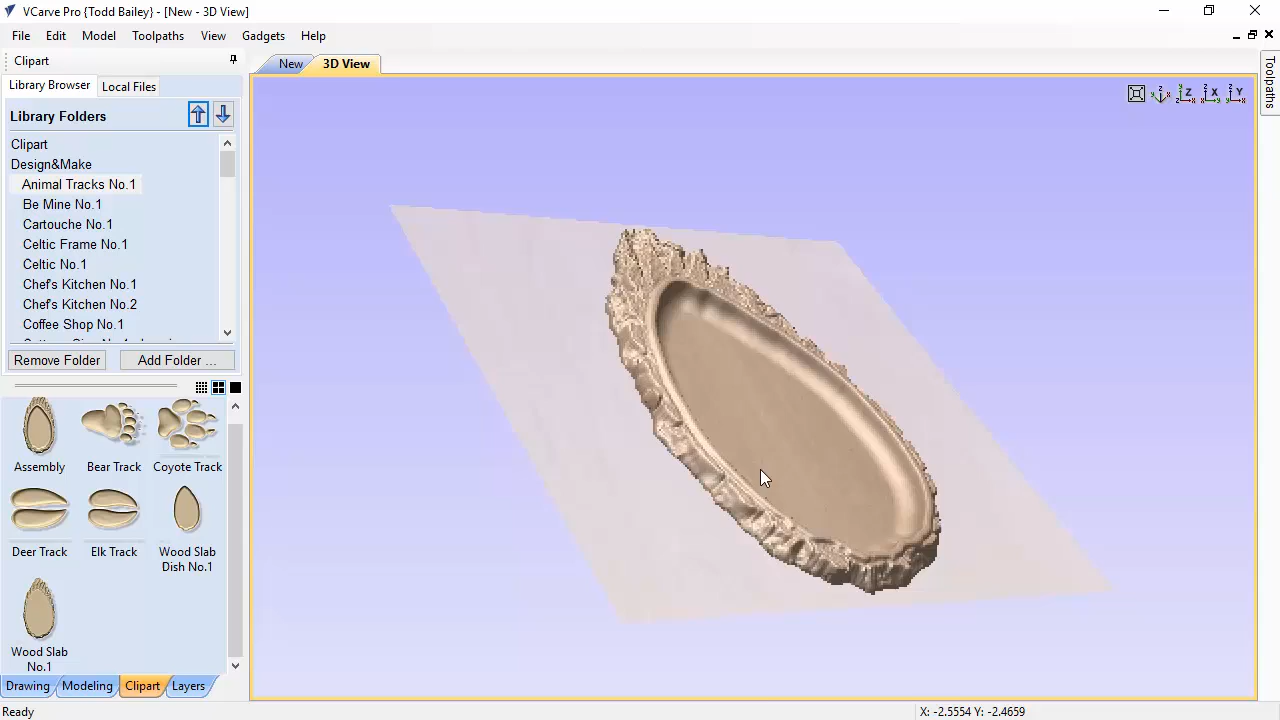 VCarve Pro {Todd Bailey} - [New - 3D View]
File Edit Model Toolpaths View Gadgets Help
Clipart
Library Browser Local Files
New 3D View
Toolpaths
Z X Y
Library Folders
Clipart
Design&Make
Animal Tracks No.1
Be Mine No.1
Cartouche No.1
Celtic Frame No.1
Celtic No.1
Chef's Kitchen No.1
Chef's Kitchen No.2
Coffee Shop No.1
Remove Folder Add Folder ...
Assembly Bear Track Coyote Track
Deer Track Elk Track Wood Slab
Dish No.1
Wood Slab
No.1
Drawing Modeling Clipart Layers
Ready X: -2.5554 Y: -2.4659